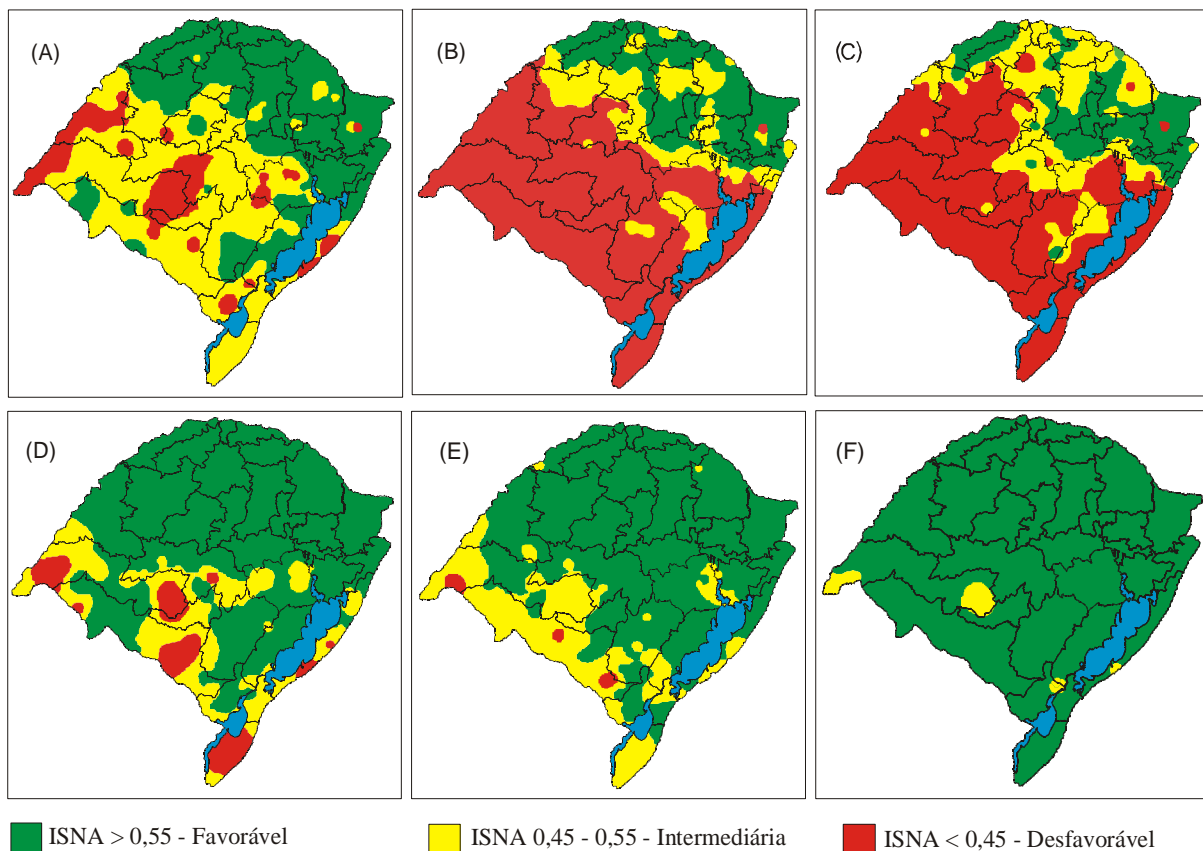 (A)
(B)
(C)
(D)
(E)
(F)
ISNA > 0,55 - Favorável
ISNA 0,45 - 0,55 - Intermediária
ISNA < 0,45 - Desfavorável